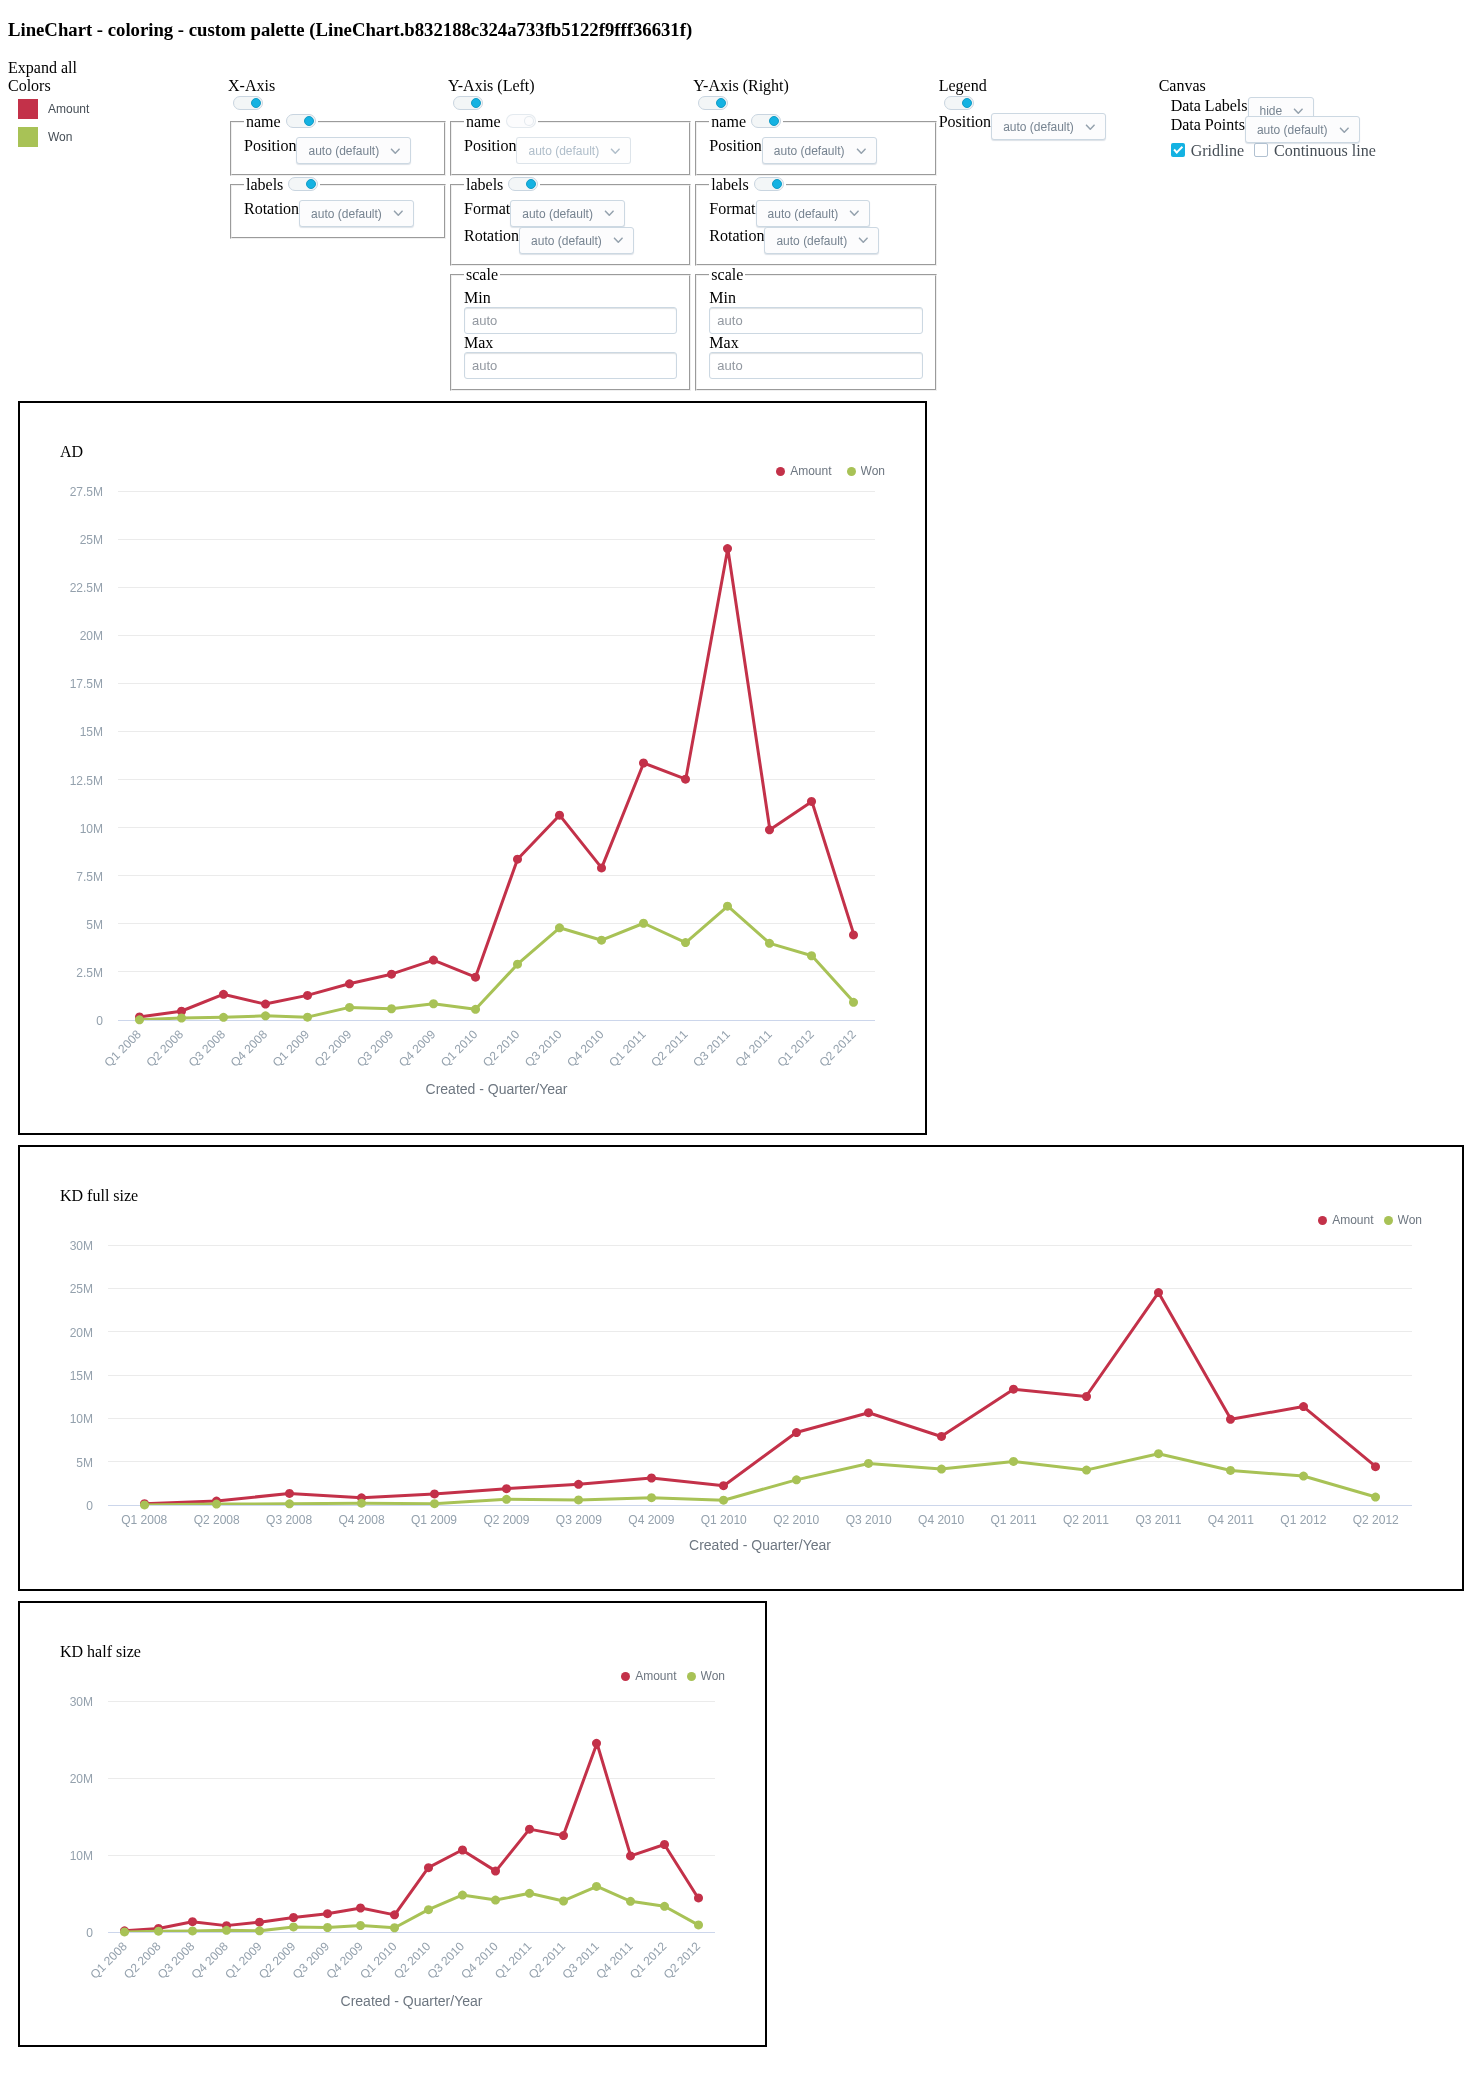 LineChart - coloring - custom palette (LineChart.b832188c324a733fb5122f9fff36631f)
Expand all
Colors
Amount
Won
X-Axis
name
Position auto (default)
labels
Rotation auto (default)
Y-Axis (Left)
name
Position auto (default)
labels
Format auto (default)
Rotation auto (default)
scale
Min
auto
Max
auto
Y-Axis (Right)
name
Position auto (default)
labels
Format auto (default)
Rotation auto (default)
scale
Min
auto
Max
auto
Legend
Position auto (default)
Canvas
Data Labels hide
Data Points auto (default)
Gridline Continuous line
AD
Amount Won
27.5M
25M
22.5M
20M
17.5M
15M
12.5M
10M
7.5M
5M
2.5M
0
Q1 2008 Q2 2008 Q3 2008 Q4 2008 Q1 2009 Q2 2009 Q3 2009 Q4 2009 Q1 2010 Q2 2010 Q3 2010 Q4 2010 Q1 2011 Q2 2011 Q3 2011 Q4 2011 Q1 2012 Q2 2012
Created - Quarter/Year
KD full size
Amount Won
30M
25M
20M
15M
10M
5M
0
Q1 2008 Q2 2008 Q3 2008 Q4 2008 Q1 2009 Q2 2009 Q3 2009 Q4 2009 Q1 2010 Q2 2010 Q3 2010 Q4 2010 Q1 2011 Q2 2011 Q3 2011 Q4 2011 Q1 2012 Q2 2012
Created - Quarter/Year
KD half size
Amount Won
30M
20M
10M
0
Q1 2008 Q2 2008 Q3 2008 Q4 2008 Q1 2009 Q2 2009 Q3 2009 Q4 2009 Q1 2010 Q2 2010 Q3 2010 Q4 2010 Q1 2011 Q2 2011 Q3 2011 Q4 2011 Q1 2012 Q2 2012
Created - Quarter/Year